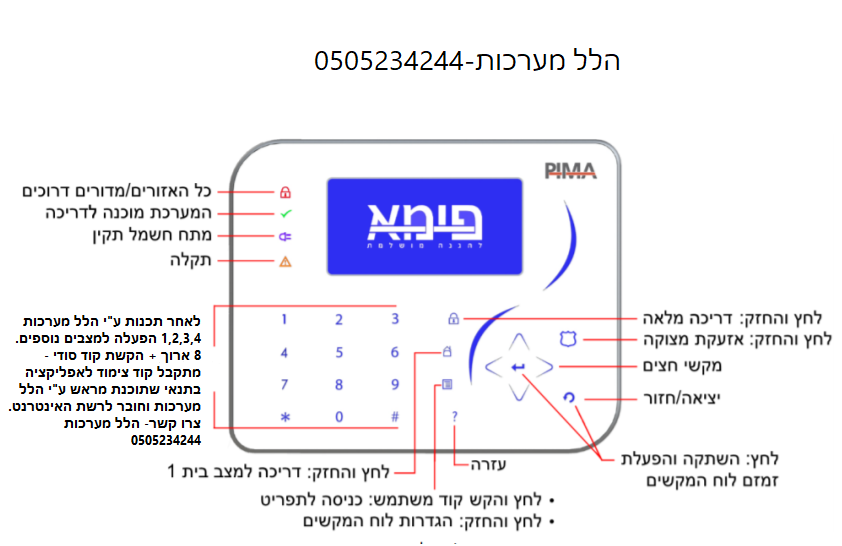 הלל מערכות-0505234244
PIMA
כל האזורים/מדורים דרוכים
המערכת מוכנה לדריכה
מתח חשמל תקין
תקלה
פימא
להגנה מושלמת
לאחר תכנות ע"י הלל מערכות
1,2,3,4 הפעלה למצבים נוספים.
8 ארוך + הקשת קוד סודי -
מתקבל קוד צימוד לאפליקציה
בתנאי שתוכנת מראש ע"י הלל
מערכות וחובר לרשת האינטרנט.
צרו קשר- הלל מערכות
0505234244
1 2 3
4 5 6
7 8 9
* 0 #
?
לחץ והחזק: דריכה מלאה
לחץ והחזק: אזעקת מצוקה
מקשי חצים
יציאה/חזור
לחץ: השתקה והפעלת
זמזם לוח המקשים
עזרה
לחץ והחזק: דריכה למצב בית 1
• לחץ והקש קוד משתמש: כניסה לתפריט
• לחץ והחזק: הגדרות לוח המקשים